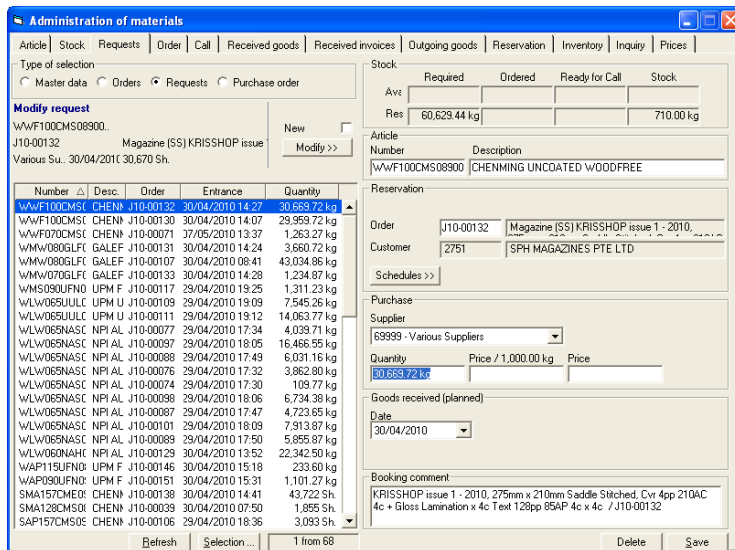 Administration of materials
Article Stock Requests Order Call Received goods Received invoices Outgoing goods Reservation Inventory Inquiry Prices
Type of selection
Master data Orders Requests Purchase order
Modify request
WWF100CMS08900..
J10-00132 Magazine (SS) KRISSHOP issue
Various Su.. 30/04/201( 30,670 Sh.
New
Modify >>
Number Desc. Order Entrance Quantity
WWF100CMS( CHENM J10-00132 30/04/2010 14:27 30,669.72 kg
WWF100CMS( CHENM J10-00130 30/04/2010 14:07 29,959.72 kg
WWF070CMS( CHENM J10-00071 07/05/2010 13:37 1,263.27 kg
WMW080GLF( GALEF J10-00131 30/04/2010 14:24 3,660.72 kg
WMW080GLF( GALEF J10-00107 30/04/2010 08:41 43,034.86 kg
WMW070GLF( GALEF J10-00133 30/04/2010 14:28 1,234.87 kg
WMS090UFN0 UPM F J10-00117 29/04/2010 19:25 1,311.23 kg
WLW065UULC UPM U J10-00109 29/04/2010 19:09 7,545.26 kg
WLW065UULC UPM U J10-00111 29/04/2010 19:12 14,063.77 kg
WLW065NASC NPI AL J10-00077 29/04/2010 17:34 4,039.71 kg
WLW065NASC NPI AL J10-00097 29/04/2010 18:05 16,466.55 kg
WLW065NASC NPI AL J10-00088 29/04/2010 17:49 6,031.16 kg
WLW065NASC NPI AL J10-00076 29/04/2010 17:32 3,862.80 kg
WLW065NASC NPI AL J10-00074 29/04/2010 17:30 109.77 kg
WLW065NASC NPI AL J10-00098 29/04/2010 18:06 6,734.38 kg
WLW065NASC NPI AL J10-00087 29/04/2010 17:47 4,723.65 kg
WLW065NASC NPI AL J10-00101 29/04/2010 18:09 7,913.87 kg
WLW065NASC NPI AL J10-00089 29/04/2010 17:50 5,855.87 kg
WLW060NAH( NPI AL J10-00129 30/04/2010 13:52 22,342.50 kg
WAP115UFN0 UPM F J10-00146 30/04/2010 15:18 233.60 kg
WAP090UFN0 UPM F J10-00151 30/04/2010 15:31 1,101.27 kg
SMA157CME0 CHENM J10-00138 30/04/2010 14:41 43,722 Sh.
SMA128CMS0 CHENM J10-00039 30/04/2010 07:50 1,855 Sh.
SAP157CMS0 CHENM J10-00106 29/04/2010 18:36 3,093 Sh.
Refresh Selection ... 1 from 68
Stock
Required Ordered Ready for Call Stock
Ava
Res 60,629.44 kg 710.00 kg
Article
Number Description
WWF100CMS08900 CHENMING UNCOATED WOODFREE
Reservation
Order J10-00132 Magazine (SS) KRISSHOP issue 1 - 2010,
Customer 2751 SPH MAGAZINES PTE LTD
Schedules >>
Purchase
Supplier
69999 - Various Suppliers
Quantity Price / 1,000.00 kg Price
30,669.72 kg
Goods received (planned)
Date
30/04/2010
Booking comment
KRISSHOP issue 1 - 2010, 275mm x 210mm Saddle Stitched, Cvr 4pp 210AC
4c + Gloss Lamination x 4c Text 128pp 85AP 4c x 4c / J10-00132
Delete Save